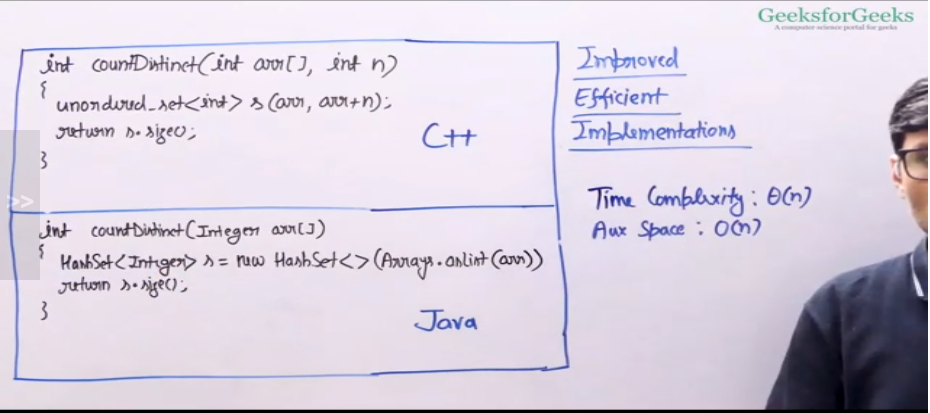 GeeksforGeeks
A computer science portal for geeks
int countDistinct(int arr[], int n)
{
unordered_set<int> s(arr, arr+n);
return s.size();
}
C++
int countDistinct(Integer arr[])
{
HashSet<Integer> s = new HashSet<>(Arrays.asList(arr))
return s.size();
}
Java
Improved
Efficient
Implementations
Time Complexity : θ(n)
Aux Space : O(n)
>>